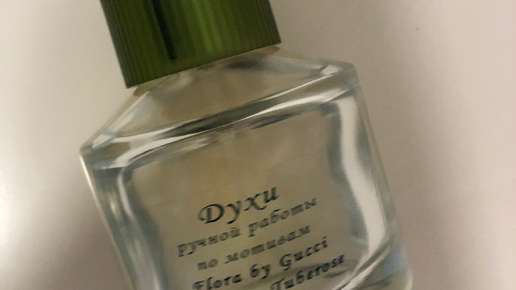 Духи
ручной работы
по мотивам
Flora by Gucci
Tuberose